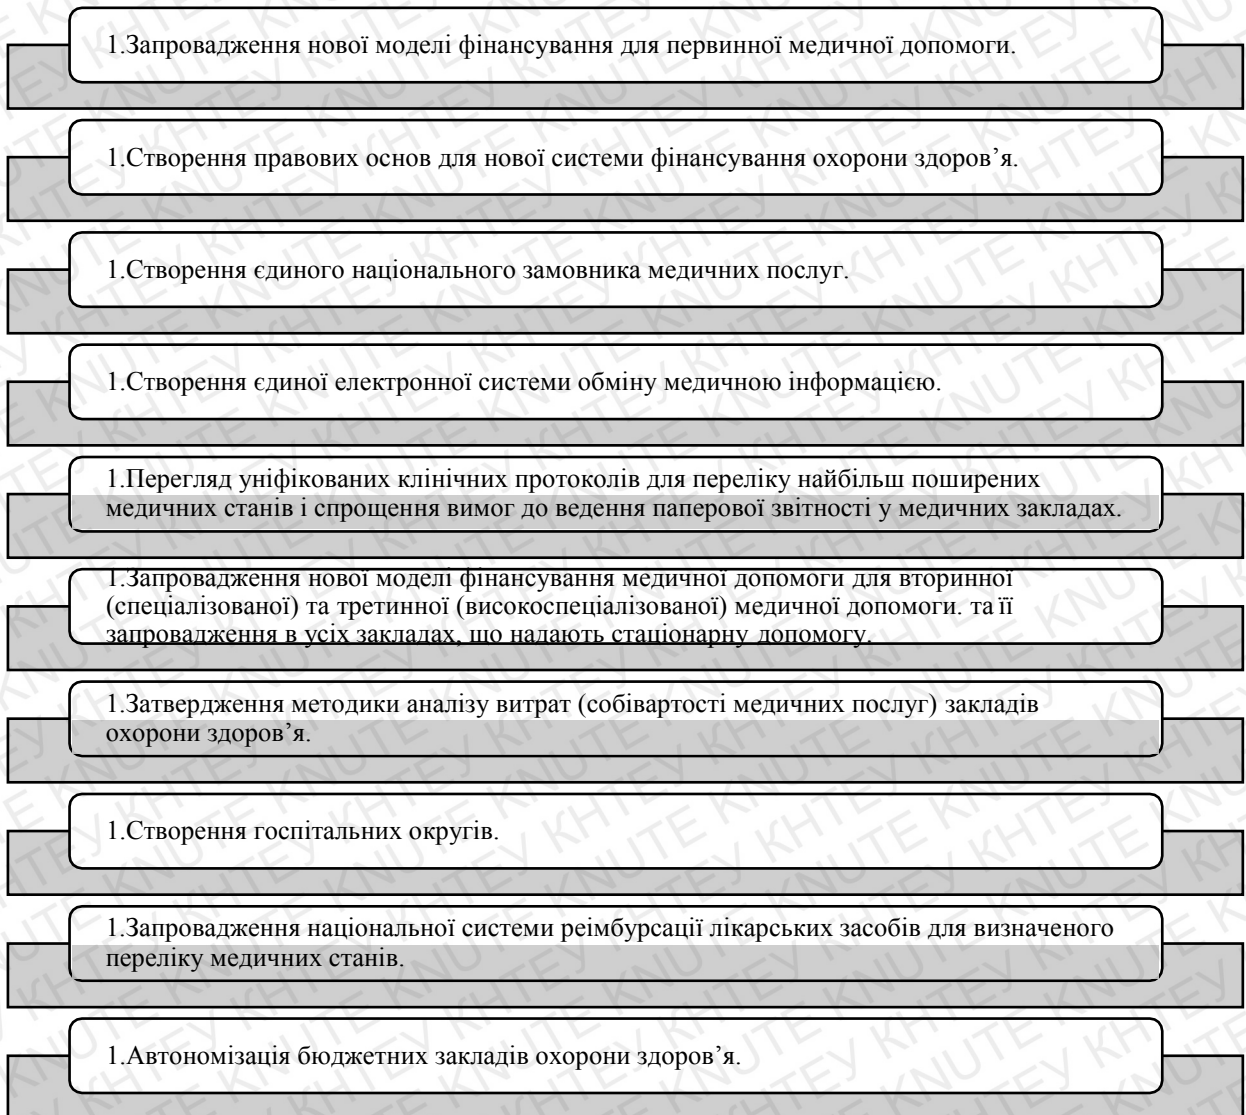 1.Запровадження нової моделі фінансування для первинної медичної допомоги.
1.Створення правових основ для нової системи фінансування охорони здоров’я.
1.Створення єдиного національного замовника медичних послуг.
1.Створення єдиної електронної системи обміну медичною інформацією.
1.Перегляд уніфікованих клінічних протоколів для переліку найбільш поширених
медичних станів і спрощення вимог до ведення паперової звітності у медичних закладах.
1.Запровадження нової моделі фінансування медичної допомоги для вторинної
(спеціалізованої) та третинної (високоспеціалізованої) медичної допомоги. та її
запровадження в усіх закладах, що надають стаціонарну допомогу.
1.Затвердження методики аналізу витрат (собівартості медичних послуг) закладів
охорони здоров’я.
1.Створення госпітальних округів.
1.Запровадження національної системи реімбурсації лікарських засобів для визначеного
переліку медичних станів.
1.Автономізація бюджетних закладів охорони здоров’я.